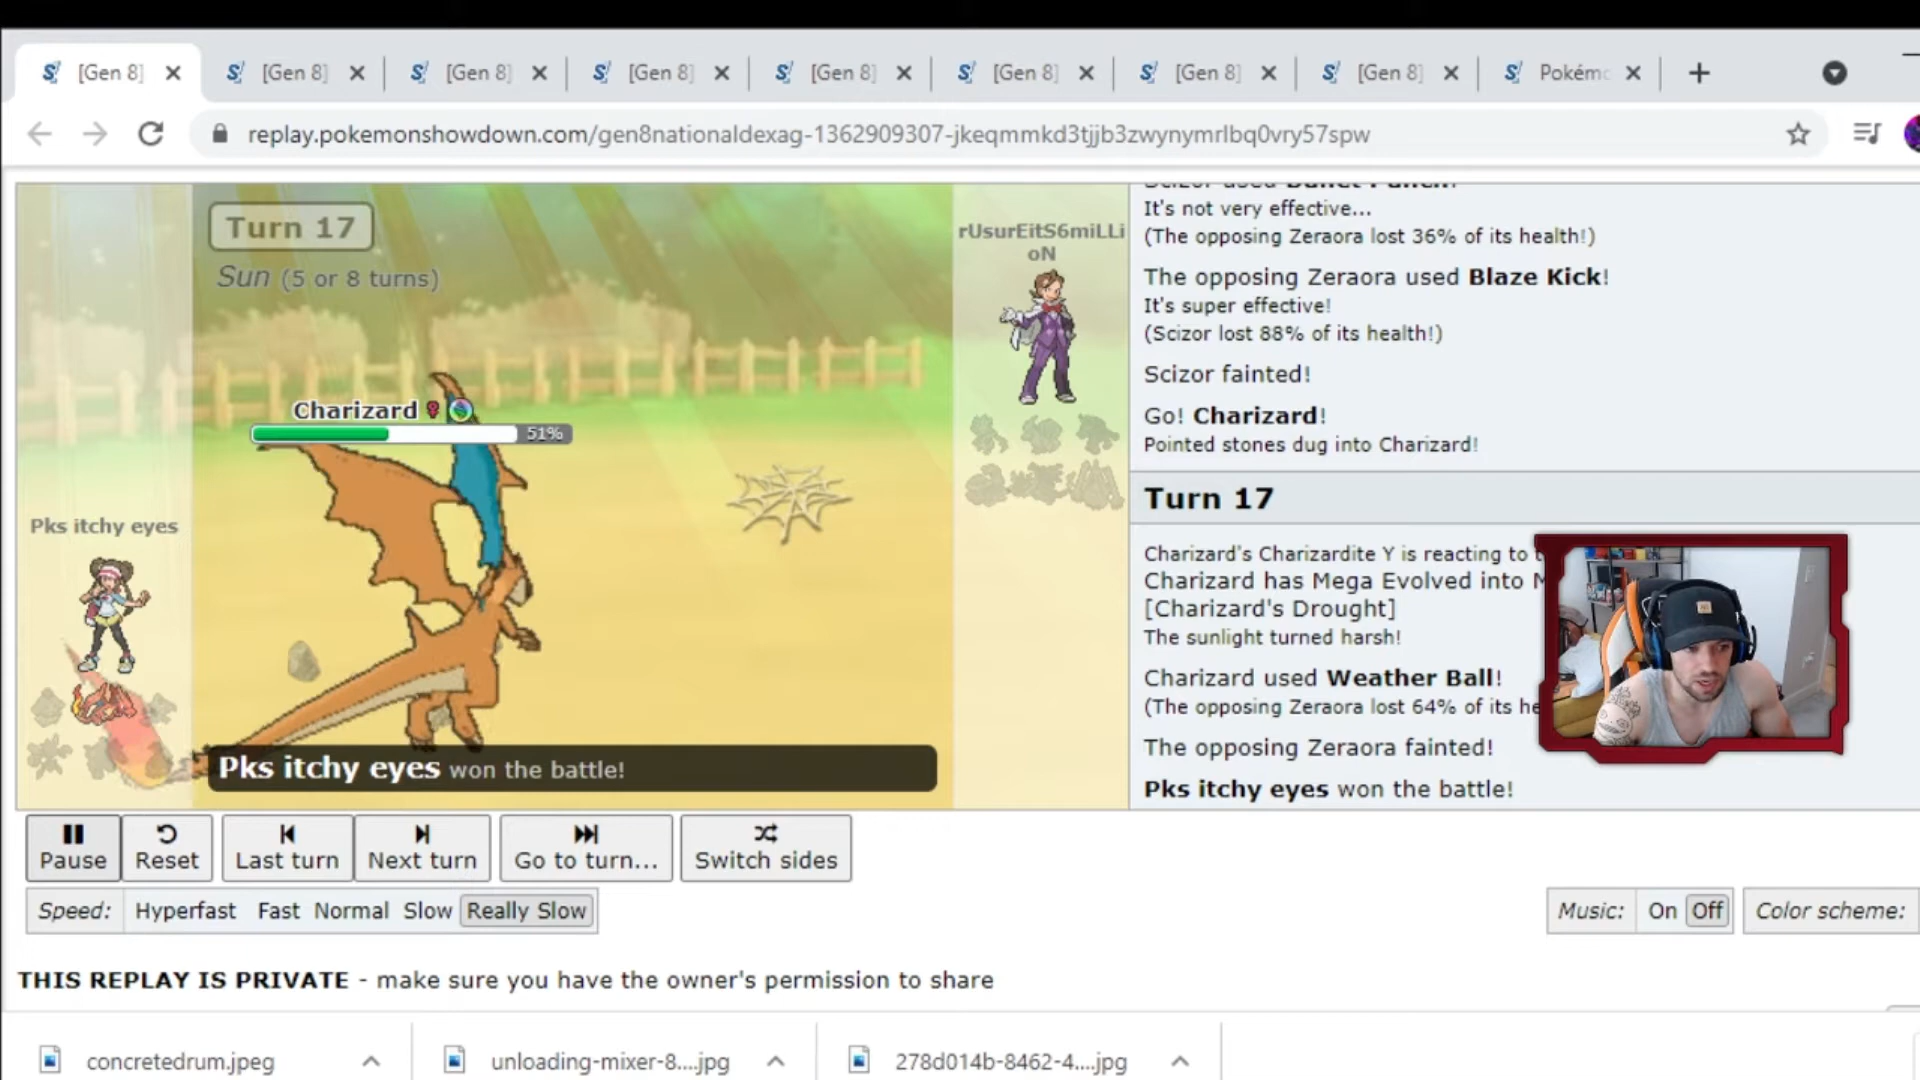 [Gen 8] [Gen 8] [Gen 8] [Gen 8] [Gen 8] [Gen 8] [Gen 8] [Gen 8] Pokém
replay.pokemonshowdown.com/gen8nationaldexag-1362909307-jkeqmmkd3tjjb3zwynymrlbq0vry57spw
Turn 17
Sun (5 or 8 turns)
Charizard
51%
Pks itchy eyes
rUsurEitS6miLLi
oN
Pks itchy eyes won the battle!
Scizor used Bullet Punch!
It's not very effective...
(The opposing Zeraora lost 36% of its health!)
The opposing Zeraora used Blaze Kick!
It's super effective!
(Scizor lost 88% of its health!)
Scizor fainted!
Go! Charizard!
Pointed stones dug into Charizard!
Turn 17
Charizard's Charizardite Y is reacting to
Charizard has Mega Evolved into
[Charizard's Drought]
The sunlight turned harsh!
Charizard used Weather Ball!
(The opposing Zeraora lost 64% of its he
The opposing Zeraora fainted!
Pks itchy eyes won the battle!
Pause Reset Last turn Next turn Go to turn... Switch sides
Speed: Hyperfast Fast Normal Slow Really Slow
Music: On Off Color scheme:
THIS REPLAY IS PRIVATE - make sure you have the owner's permission to share
concretedrum.jpeg unloading-mixer-8....jpg 278d014b-8462-4....jpg